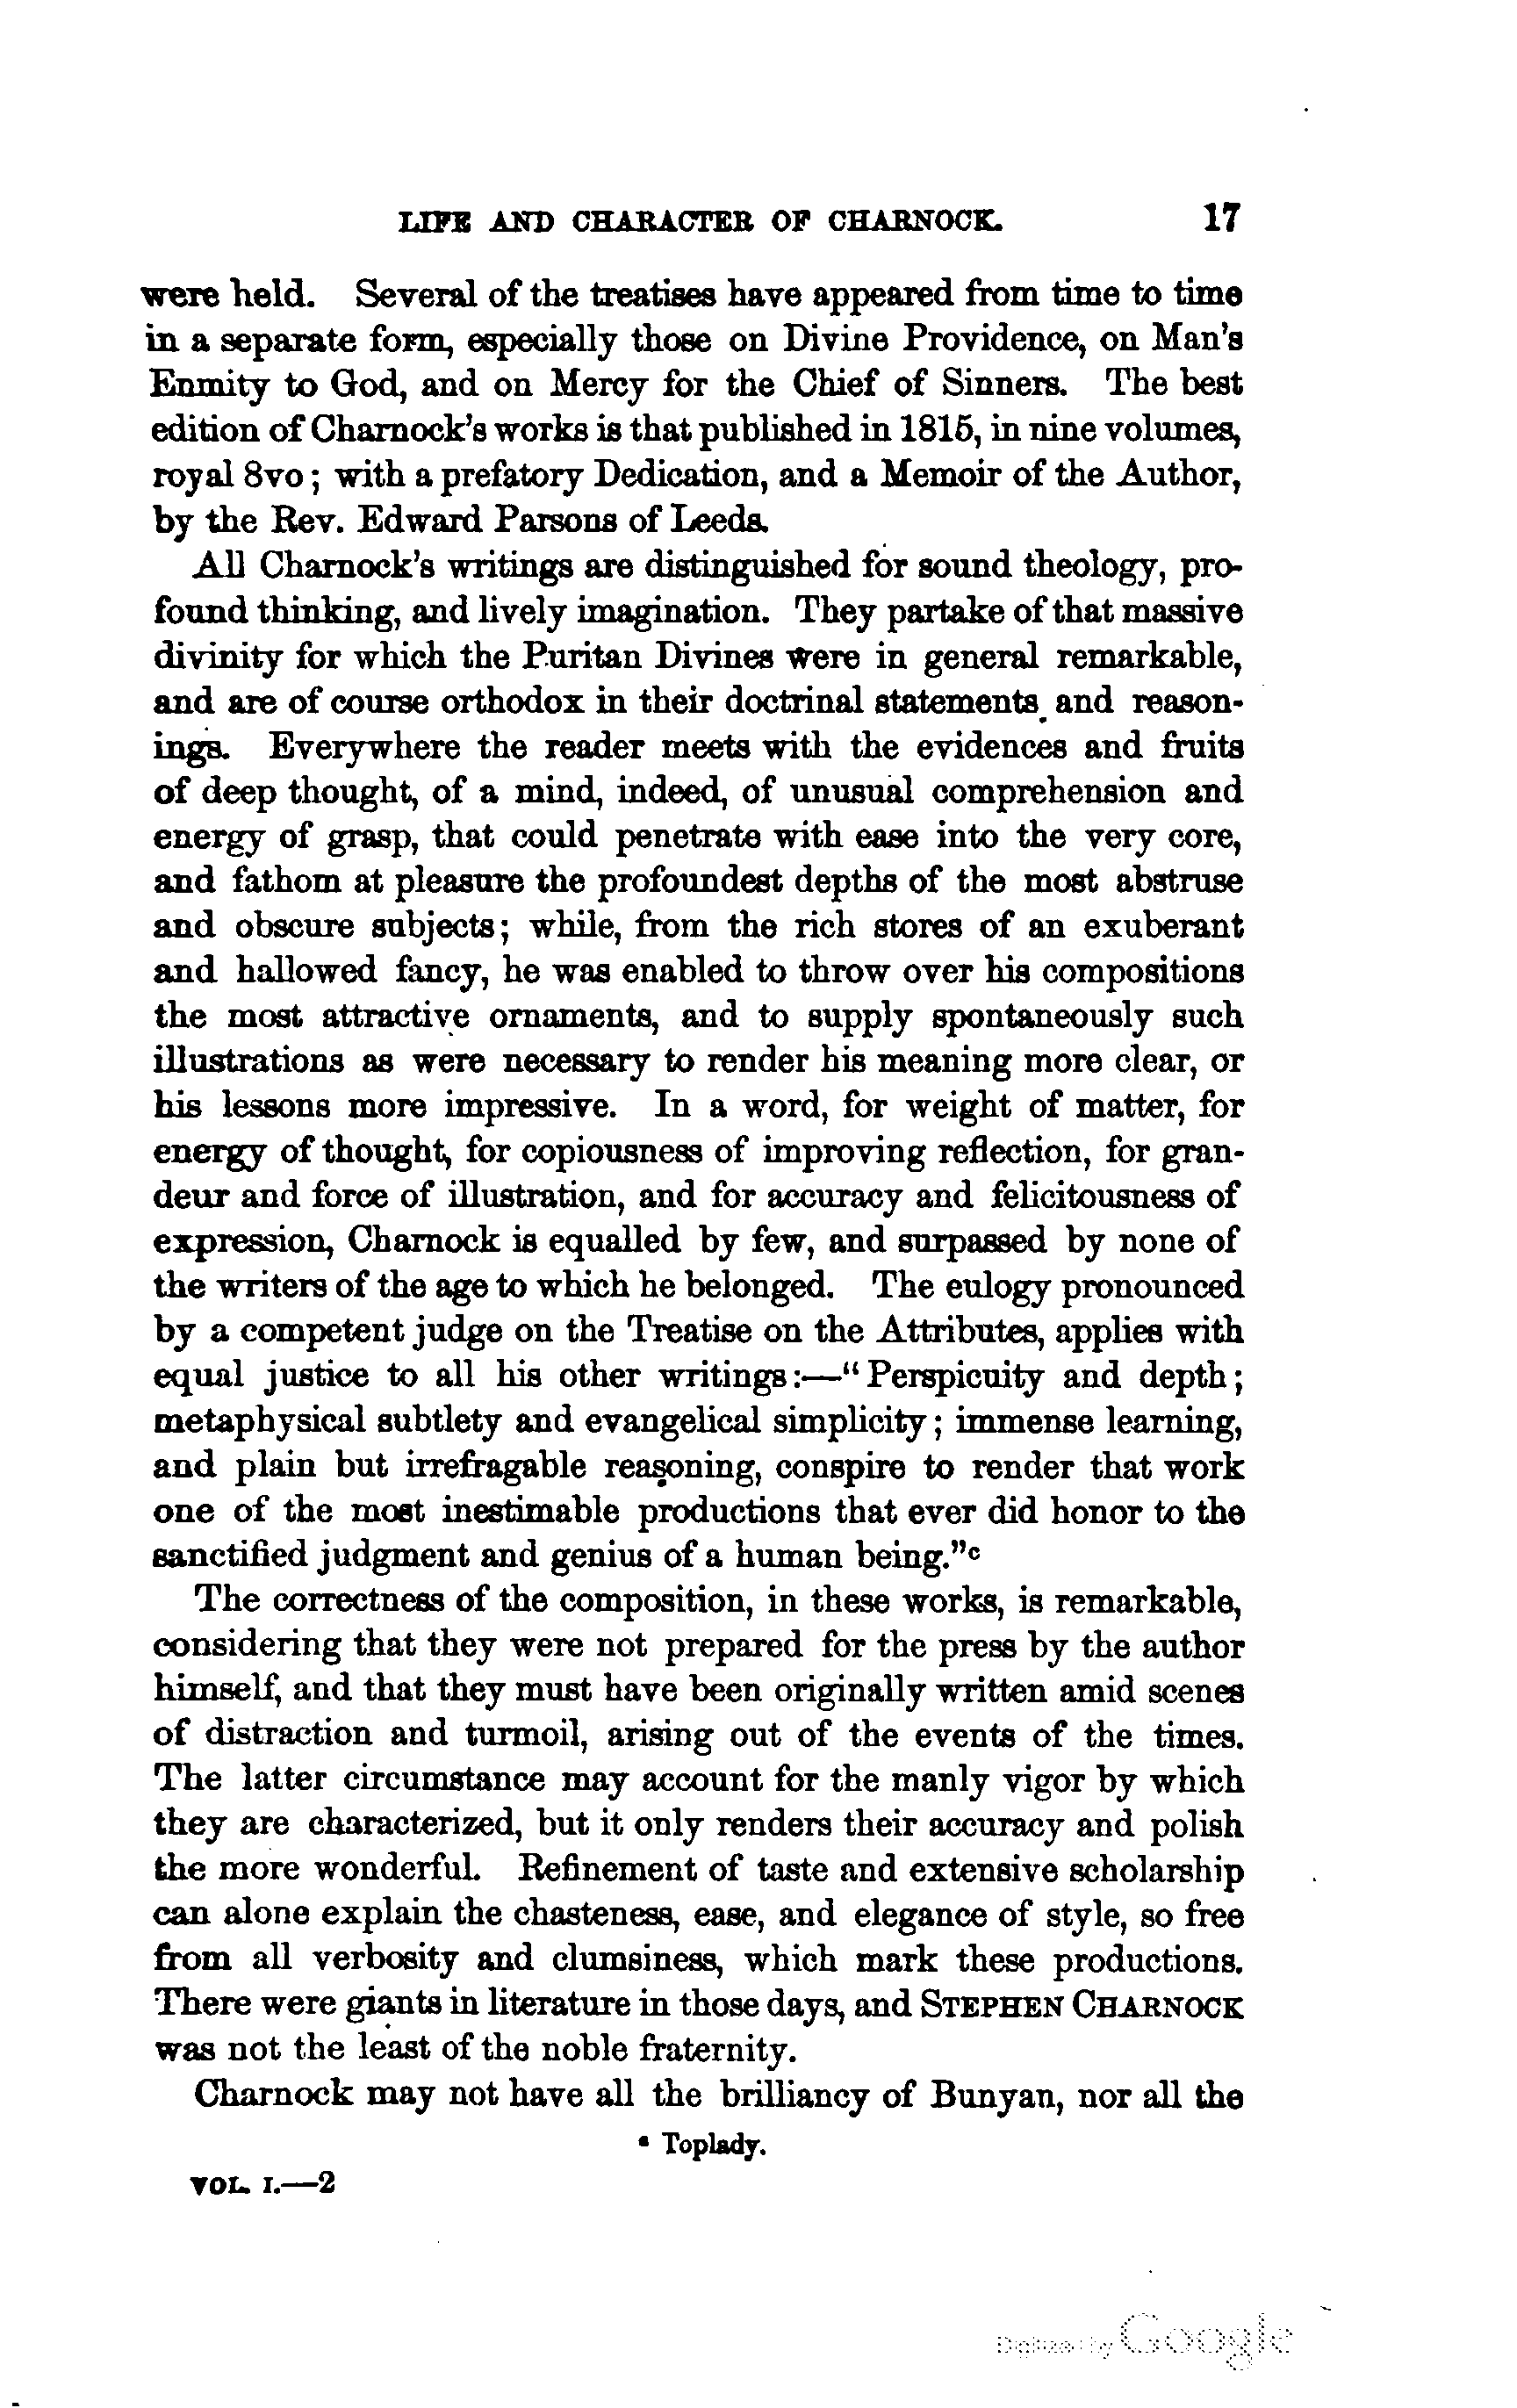 LIFE AND CHARACTER OF CHARNOCK. 17
were held. Several of the treatises have appeared from time to time
in a separate form, especially those on Divine Providence, on Man's
Enmity to God, and on Mercy for the Chief of Sinners. The best
edition of Charnock's works is that published in 1815, in nine volumes,
royal 8vo; with a prefatory Dedication, and a Memoir of the Author,
by the Rev. Edward Parsons of Leeds.
All Charnock's writings are distinguished for sound theology, pro-
found thinking, and lively imagination. They partake of that massive
divinity for which the Puritan Divines were in general remarkable,
and are of course orthodox in their doctrinal statements and reason-
ings. Everywhere the reader meets with the evidences and fruits
of deep thought, of a mind, indeed, of unusual comprehension and
energy of grasp, that could penetrate with ease into the very core,
and fathom at pleasure the profoundest depths of the most abstruse
and obscure subjects; while, from the rich stores of an exuberant
and hallowed fancy, he was enabled to throw over his compositions
the most attractive ornaments, and to supply spontaneously such
illustrations as were necessary to render his meaning more clear, or
his lessons more impressive. In a word, for weight of matter, for
energy of thought, for copiousness of improving reflection, for gran-
deur and force of illustration, and for accuracy and felicitousness of
expression, Charnock is equalled by few, and surpassed by none of
the writers of the age to which he belonged. The eulogy pronounced
by a competent judge on the Treatise on the Attributes, applies with
equal justice to all his other writings:—"Perspicuity and depth;
metaphysical subtlety and evangelical simplicity; immense learning,
and plain but irrefragable reasoning, conspire to render that work
one of the most inestimable productions that ever did honor to the
sanctified judgment and genius of a human being."c
The correctness of the composition, in these works, is remarkable,
considering that they were not prepared for the press by the author
himself, and that they must have been originally written amid scenes
of distraction and turmoil, arising out of the events of the times.
The latter circumstance may account for the manly vigor by which
they are characterized, but it only renders their accuracy and polish
the more wonderful. Refinement of taste and extensive scholarship
can alone explain the chasteness, ease, and elegance of style, so free
from all verbosity and clumsiness, which mark these productions.
There were giants in literature in those days, and STEPHEN CHARNOCK
was not the least of the noble fraternity.
Charnock may not have all the brilliancy of Bunyan, nor all the
Toplady.
VOL. I.—2
Digitized by Google